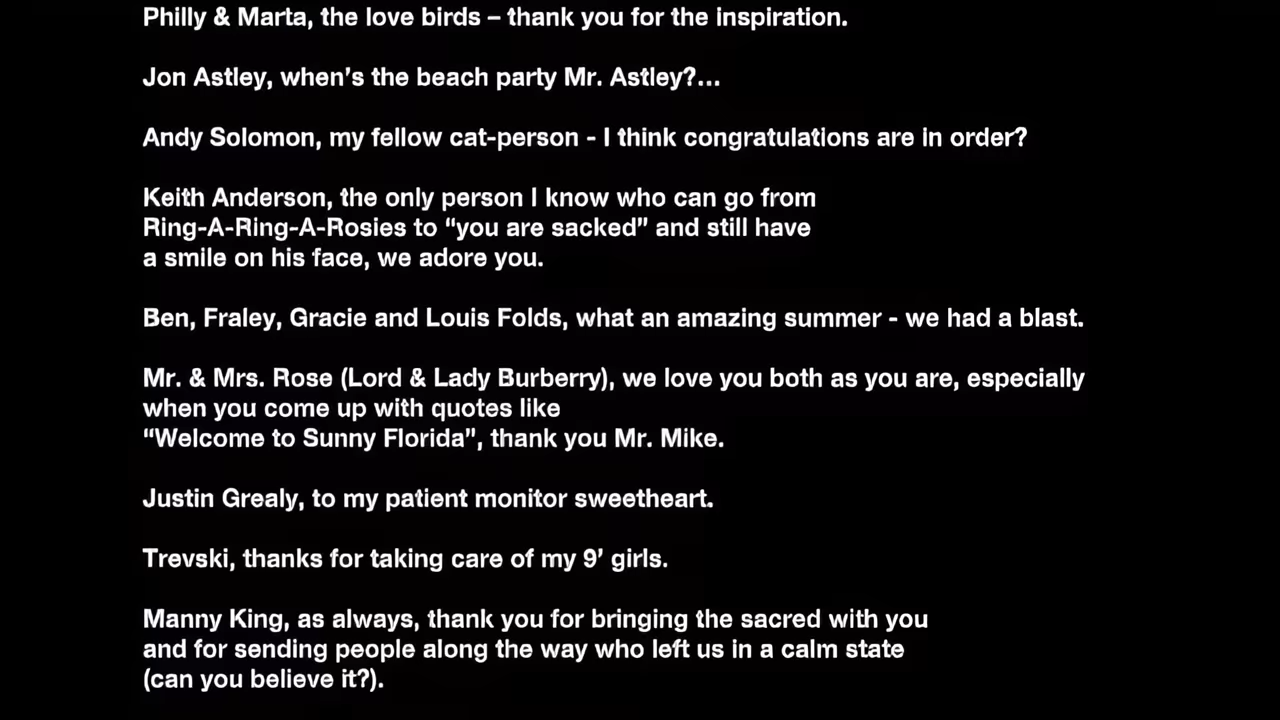 Philly & Marta, the love birds – thank you for the inspiration.
Jon Astley, when’s the beach party Mr. Astley?...
Andy Solomon, my fellow cat-person - I think congratulations are in order?
Keith Anderson, the only person I know who can go from
Ring-A-Ring-A-Rosies to “you are sacked” and still have
a smile on his face, we adore you.
Ben, Fraley, Gracie and Louis Folds, what an amazing summer - we had a blast.
Mr. & Mrs. Rose (Lord & Lady Burberry), we love you both as you are, especially
when you come up with quotes like
“Welcome to Sunny Florida”, thank you Mr. Mike.
Justin Grealy, to my patient monitor sweetheart.
Trevski, thanks for taking care of my 9’ girls.
Manny King, as always, thank you for bringing the sacred with you
and for sending people along the way who left us in a calm state
(can you believe it?).